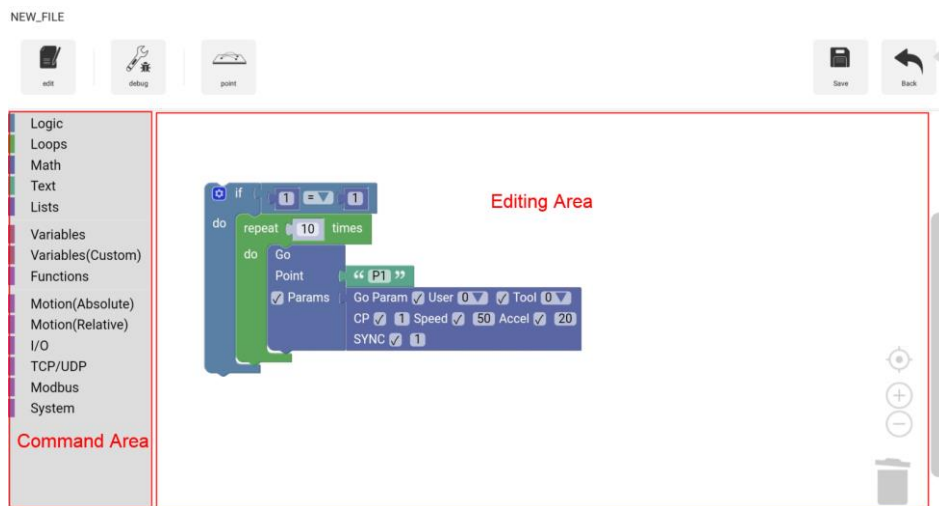 NEW_FILE
edit
debug
point
Save
Back
Logic
Loops
Math
Text
Lists
Variables
Variables(Custom)
Functions
Motion(Absolute)
Motion(Relative)
I/O
TCP/UDP
Modbus
System
Command Area
Editing Area
if 1 = 1
do repeat 10 times
do Go
Point “ P1 ”
Params Go Param User 0 Tool 0
CP 1 Speed 50 Accel 20
SYNC 1